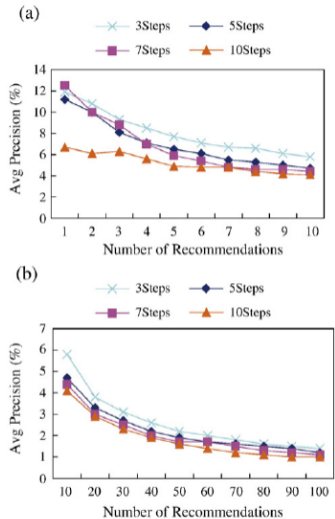 (a)
3Steps 5Steps
7Steps 10Steps
Avg Precision (%)
14
12
10
8
6
4
2
0
1 2 3 4 5 6 7 8 9 10
Number of Recommendations
(b)
3Steps 5Steps
7Steps 10Steps
Avg Precision (%)
7
6
5
4
3
2
1
0
10 20 30 40 50 60 70 80 90 100
Number of Recommendations